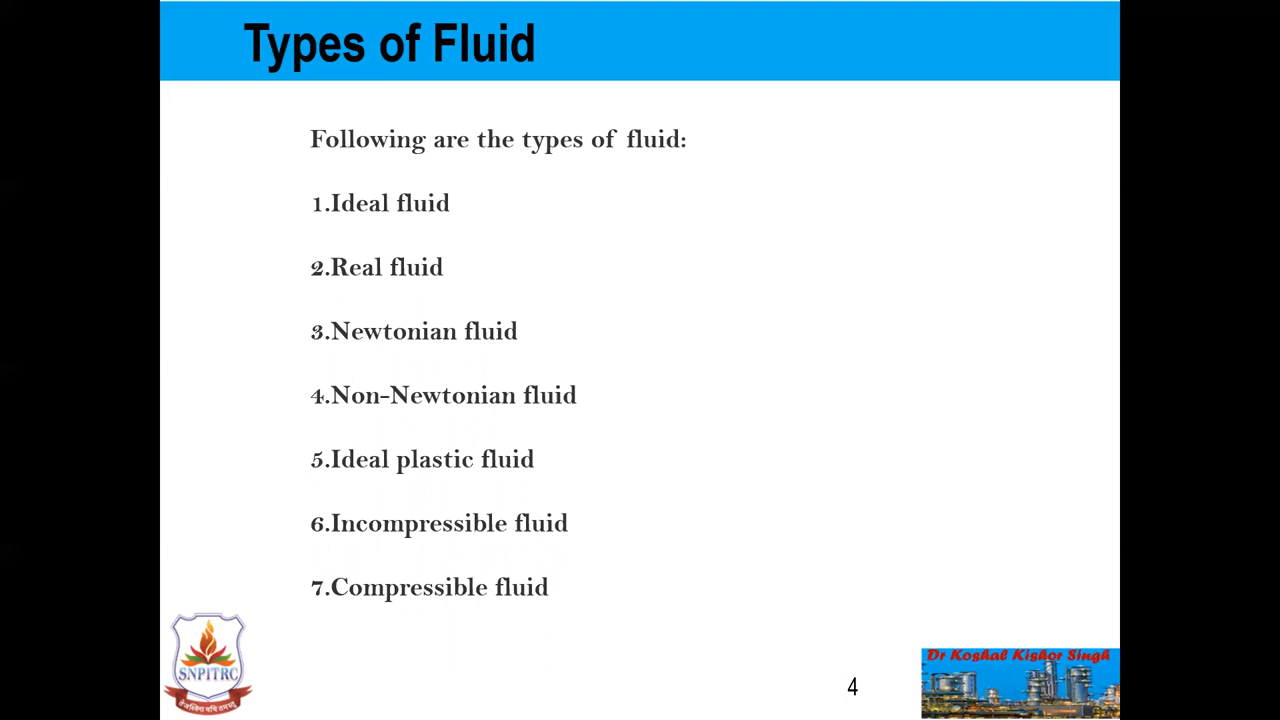 Types of Fluid
Following are the types of fluid:
1.Ideal fluid
2.Real fluid
3.Newtonian fluid
4.Non-Newtonian fluid
5.Ideal plastic fluid
6.Incompressible fluid
7.Compressible fluid
SNPITRC
4
Dr Koshal Kishor Singh